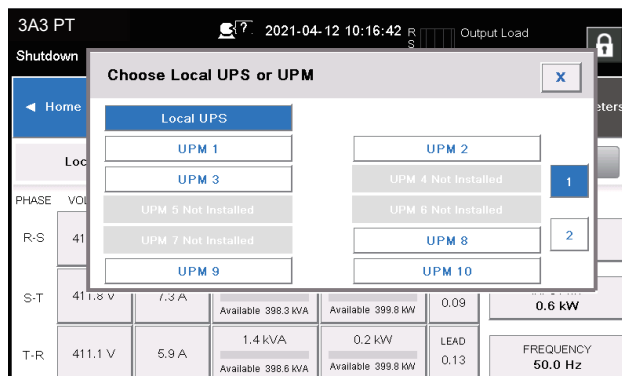 3A3 PT
2021-04-12 10:16:42 R
S
Output Load
Shutdown
Choose Local UPS or UPM
X
◄ Home
Local UPS
UPM 1
UPM 2
UPM 3
UPM 4 Not Installed
1
UPM 5 Not Installed
UPM 6 Not Installed
UPM 7 Not Installed
UPM 8
2
UPM 9
UPM 10
PHASE
R-S
S-T 411.8 V 7.3 A Available 398.3 kVA Available 399.8 kW 0.09
0.6 kW
T-R 411.1 V 5.9 A 1.4 kVA 0.2 kW LEAD
Available 398.6 kVA Available 399.8 kW 0.13
FREQUENCY
50.0 Hz